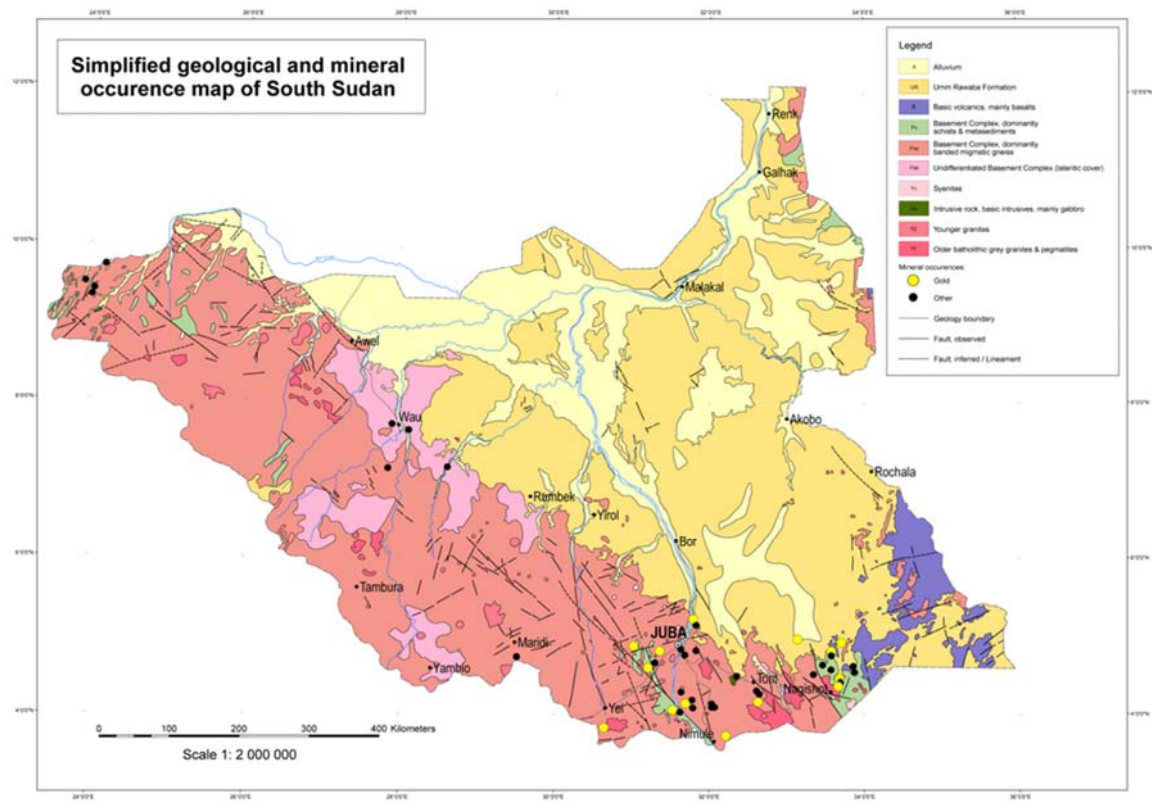 Simplified geological and mineral
occurence map of South Sudan
Legend
Alluvium
Umm Rawaba Formation
Basic volcanics, mainly basalts
Basement Complex, dominantly
schists & metasediments
Basement Complex, dominantly
banded migmatic gneiss
Undifferentiated Basement Complex (lateritic cover)
Syenites
Intrusive rock, basic intrusives, mainly gabbro
Younger granites
Older batholithic grey granites & pegmatites
Mineral occurences:
Gold
Other
Geology boundary
Fault, observed
Fault, inferred / Lineament
Renk
Galhak
Malakal
Awel
Wau
Akobo
Rochala
Rumbek
Yirol
Bor
Tambura
JUBA
Maridi
Yambio
Torit
Nagishot
Yei
Nimule
0 50 100 200 300 400 Kilometers
Scale 1: 2 000 000